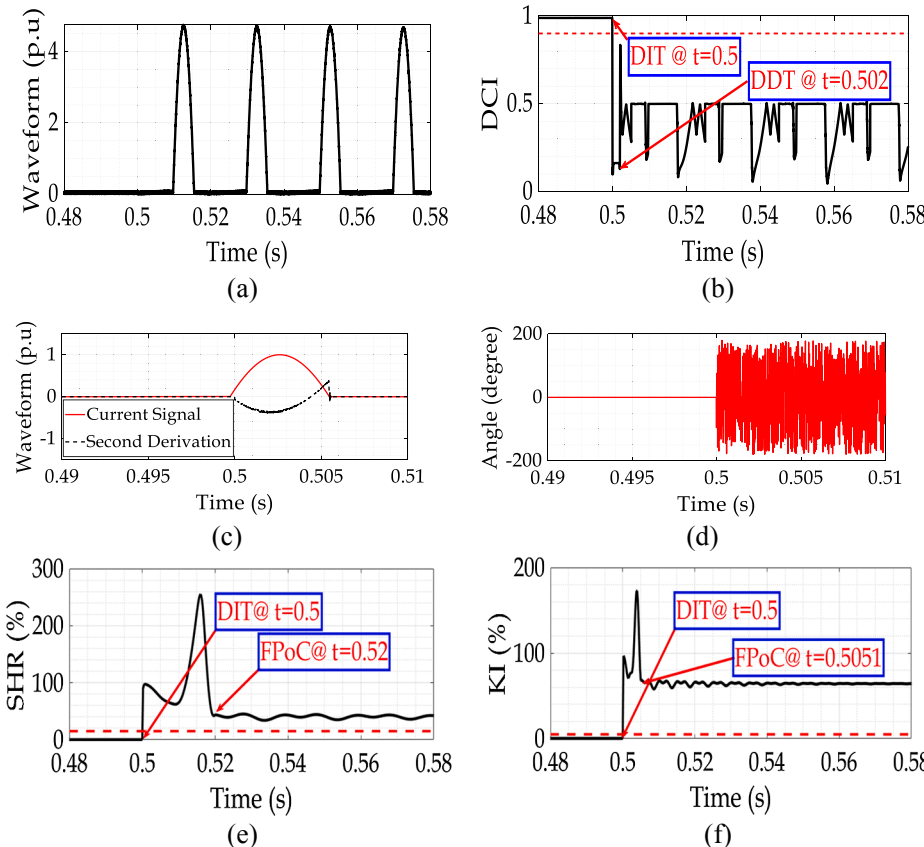 Waveform (p.u)
4
2
0
0.48 0.5 0.52 0.54 0.56 0.58
Time (s)
(a)
DCI
1
0.5
0
DIT @ t=0.5
DDT @ t=0.502
0.48 0.5 0.52 0.54 0.56 0.58
Time (s)
(b)
Waveform (p.u)
1
0
-1
Current Signal
Second Derivation
0.49 0.495 0.5 0.505 0.51
Time (s)
(c)
Angle (degree)
200
0
-200
0.49 0.495 0.5 0.505 0.51
Time (s)
(d)
SHR (%)
300
200
100
0
DIT@ t=0.5
FPoC@ t=0.52
0.48 0.5 0.52 0.54 0.56 0.58
Time (s)
(e)
KI (%)
200
100
0
DIT@ t=0.5
FPoC@ t=0.5051
0.48 0.5 0.52 0.54 0.56 0.58
Time (s)
(f)